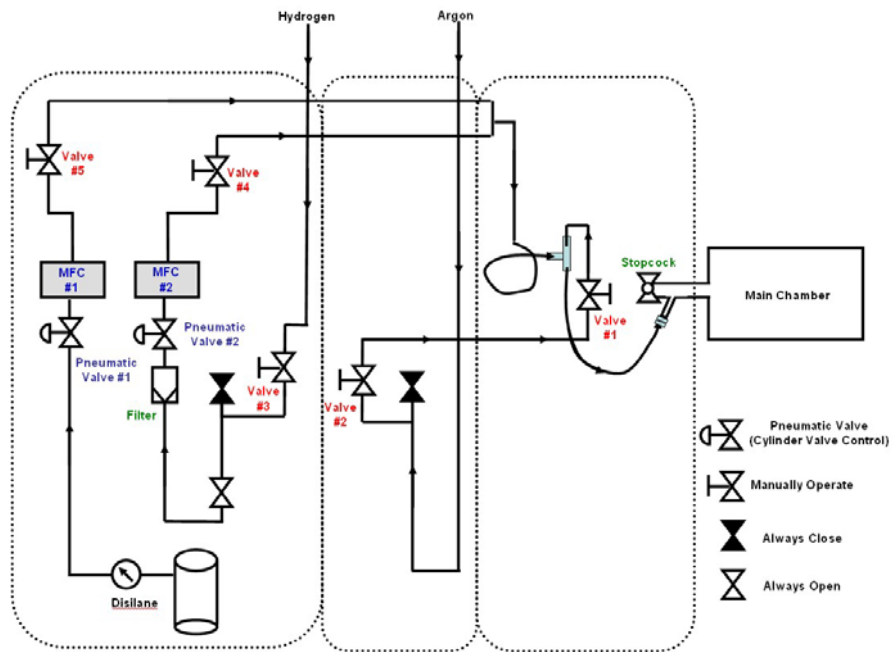 Hydrogen
Argon
Valve
#5
Valve
#4
MFC
#1
MFC
#2
Pneumatic
Valve #2
Pneumatic
Valve #1
Filter
Valve
#3
Disilane
Valve
#2
Valve
#1
Stopcock
Main Chamber
Pneumatic Valve
(Cylinder Valve Control)
Manually Operate
Always Close
Always Open